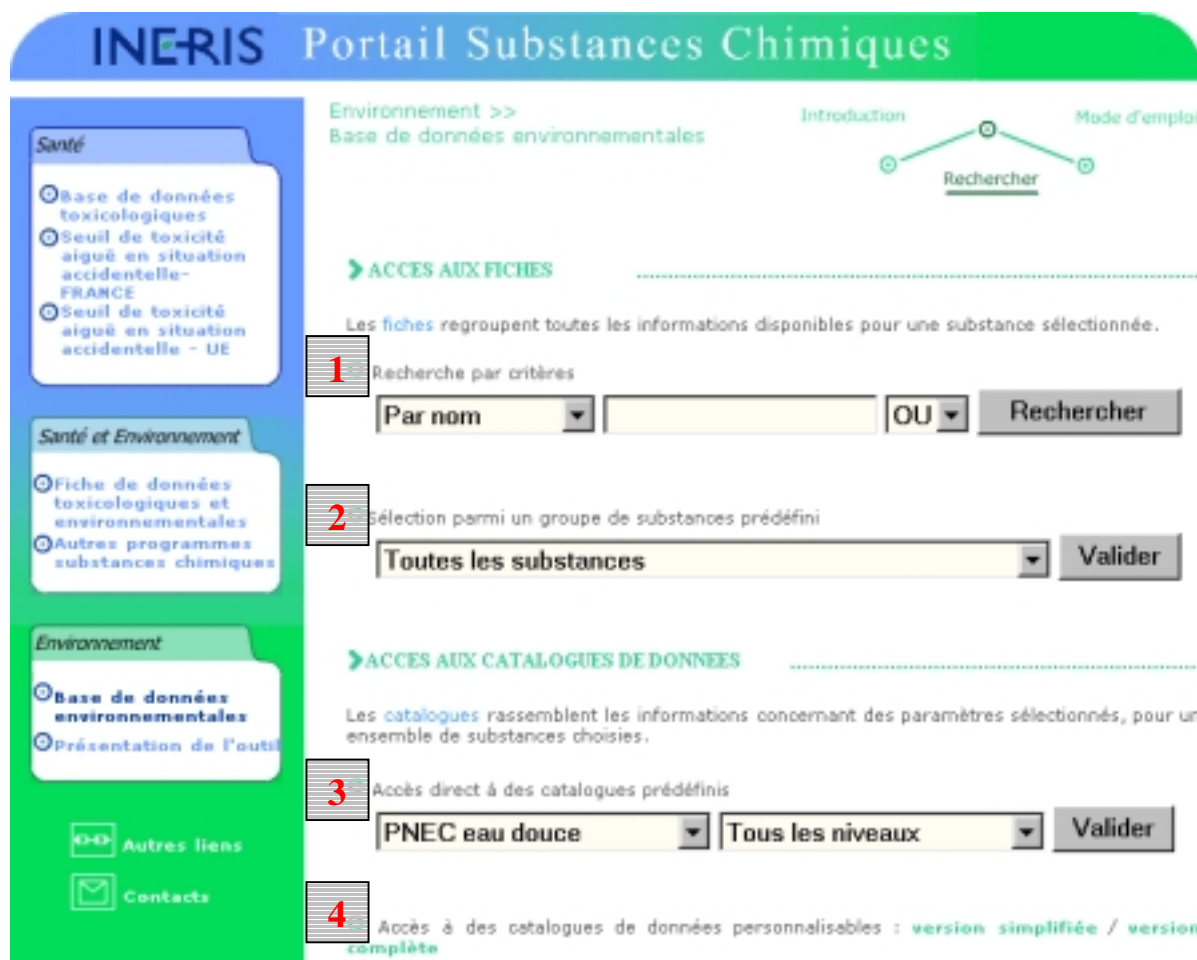 INERIS Portail Substances Chimiques
Santé
Base de données
toxicologiques
Seuil de toxicité
aiguë en situation
accidentelle-
FRANCE
Seuil de toxicité
aiguë en situation
accidentelle - UE
Santé et Environnement
Fiche de données
toxicologiques et
environnementales
Autres programmes
substances chimiques
Environnement
Base de données
environnementales
Présentation de l'outil
Autres liens
Contacts
Environnement >>
Base de données environnementales
Introduction
Mode d'emploi
Rechercher
ACCES AUX FICHES
Les fiches regroupent toutes les informations disponibles pour une substance sélectionnée.
1 Recherche par critères
Par nom OU Rechercher
2 Sélection parmi un groupe de substances prédéfini
Toutes les substances Valider
ACCES AUX CATALOGUES DE DONNEES
Les catalogues rassemblent les informations concernant des paramètres sélectionnés, pour un
ensemble de substances choisies.
3 Accès direct à des catalogues prédéfinis
PNEC eau douce Tous les niveaux Valider
4 Accès à des catalogues de données personnalisables : version simplifiée / version
complète